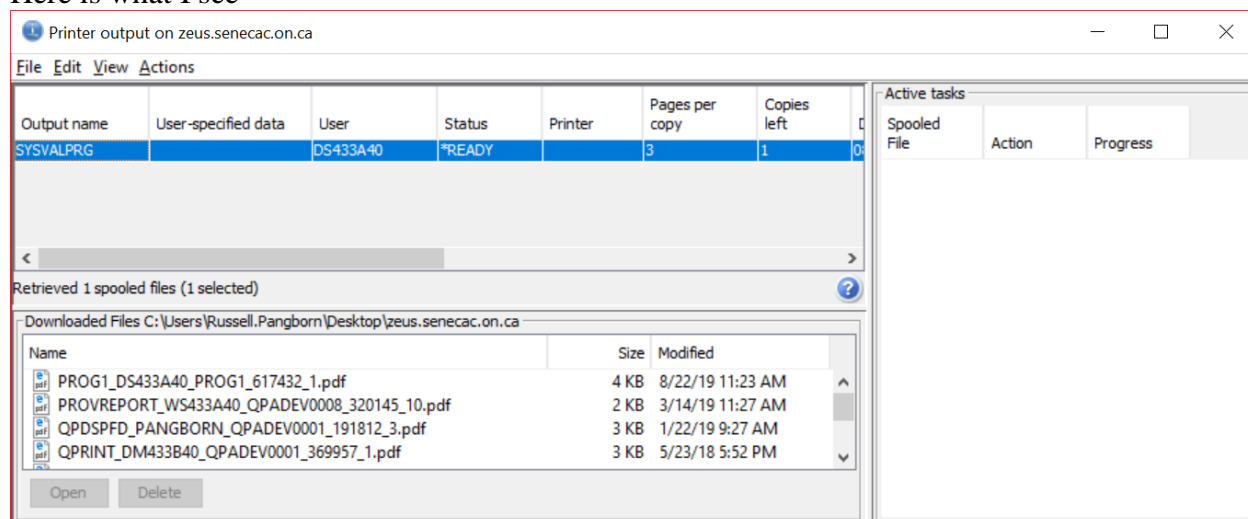 Here is what I see
Printer output on zeus.senecac.on.ca
File Edit View Actions
Output name User-specified data User Status Printer Pages per copy Copies left
SYSVALPRG DS433A40 *READY 3 1
Retrieved 1 spooled files (1 selected)
Downloaded Files C:\Users\Russell.Pangborn\Desktop\zeus.senecac.on.ca
Name Size Modified
PROG1_DS433A40_PROG1_617432_1.pdf 4 KB 8/22/19 11:23 AM
PROVREPORT_WS433A40_QPADEV0008_320145_10.pdf 2 KB 3/14/19 11:27 AM
QPDSPFD_PANGBORN_QPADEV0001_191812_3.pdf 3 KB 1/22/19 9:27 AM
QPRINT_DM433B40_QPADEV0001_369957_1.pdf 3 KB 5/23/18 5:52 PM
Open Delete
Active tasks
Spooled File Action Progress